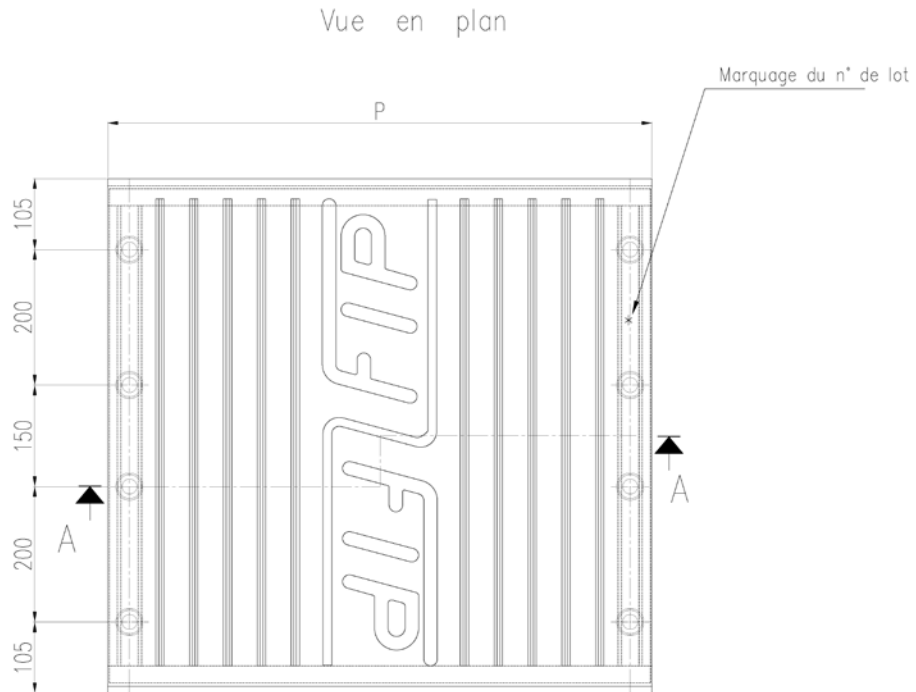 Vue en plan
Marquage du n° de lot
P
105
200
150
200
105
*
A
A
FIP
FIP